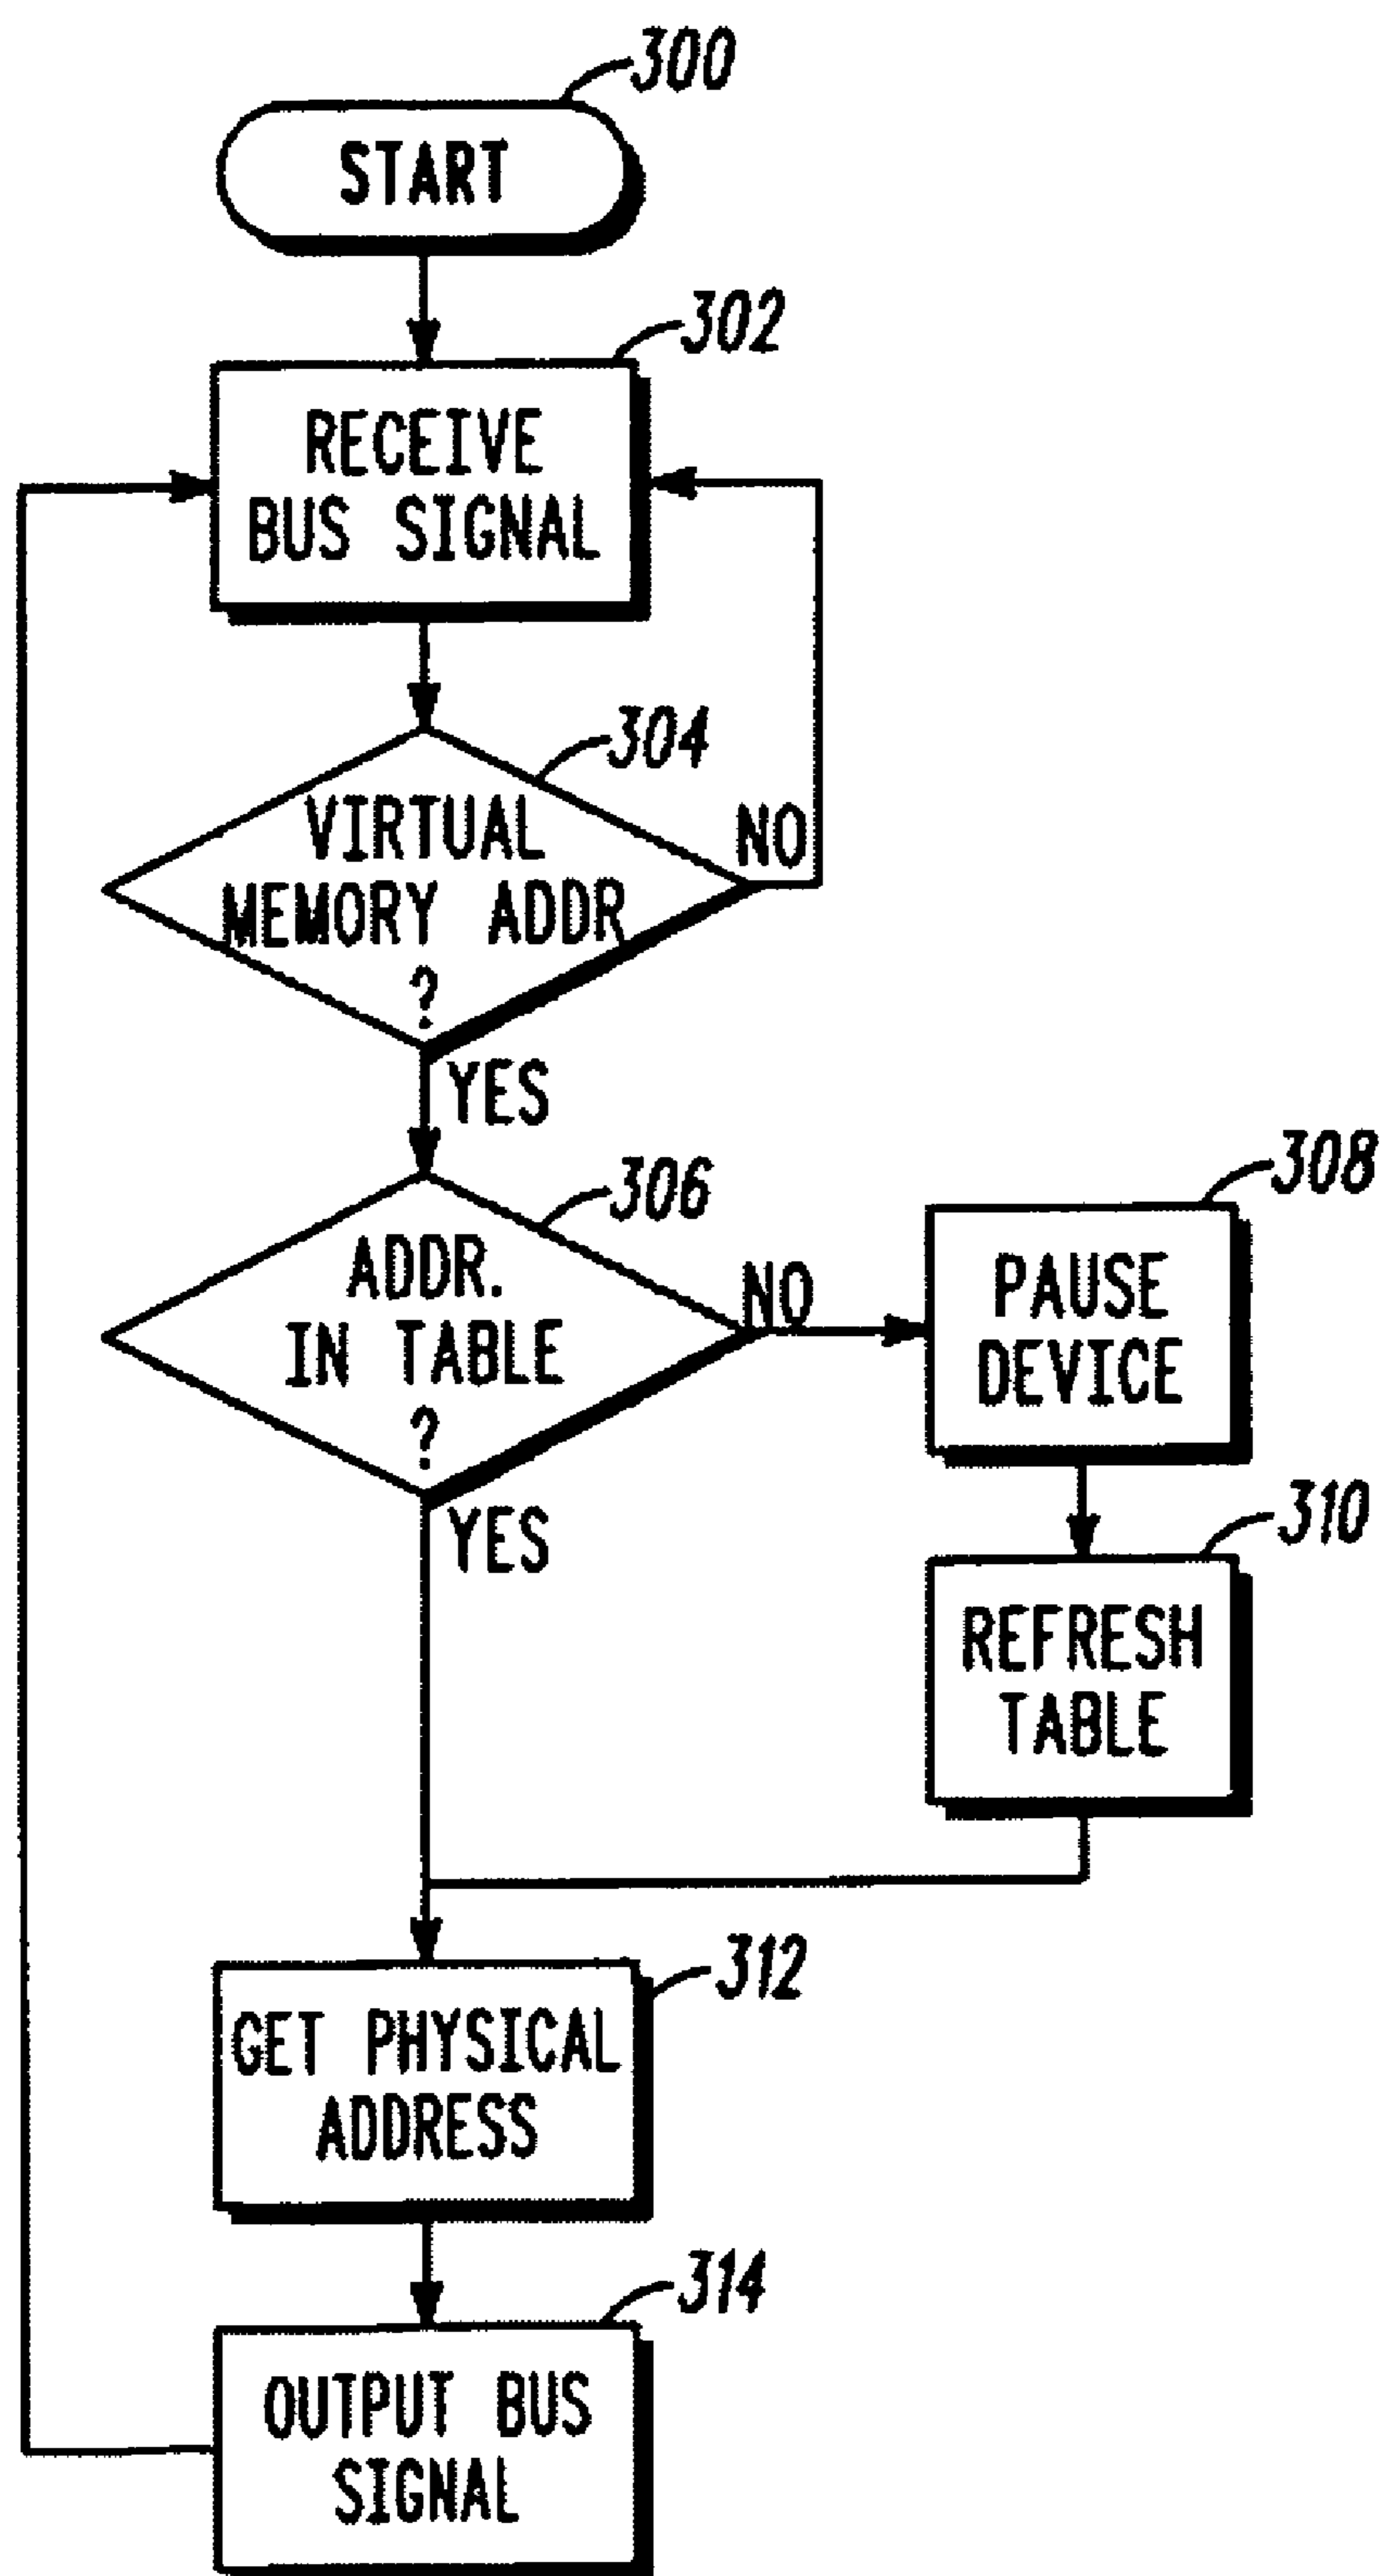 300
START
302
RECEIVE
BUS SIGNAL
304
VIRTUAL
MEMORY ADDR
?
NO
YES
306
ADDR.
IN TABLE
?
NO
YES
308
PAUSE
DEVICE
310
REFRESH
TABLE
312
GET PHYSICAL
ADDRESS
314
OUTPUT BUS
SIGNAL